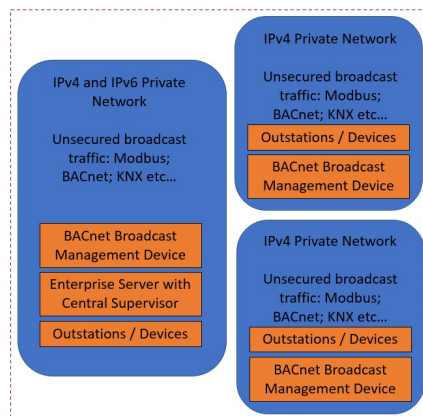 IPv4 and IPv6 Private
Network
Unsecured broadcast
traffic: Modbus;
BACnet; KNX etc...
BACnet Broadcast
Management Device
Enterprise Server with
Central Supervisor
Outstations / Devices
IPv4 Private Network
Unsecured broadcast
traffic: Modbus;
BACnet; KNX etc...
Outstations / Devices
BACnet Broadcast
Management Device
IPv4 Private Network
Unsecured broadcast
traffic: Modbus;
BACnet; KNX etc...
Outstations / Devices
BACnet Broadcast
Management Device